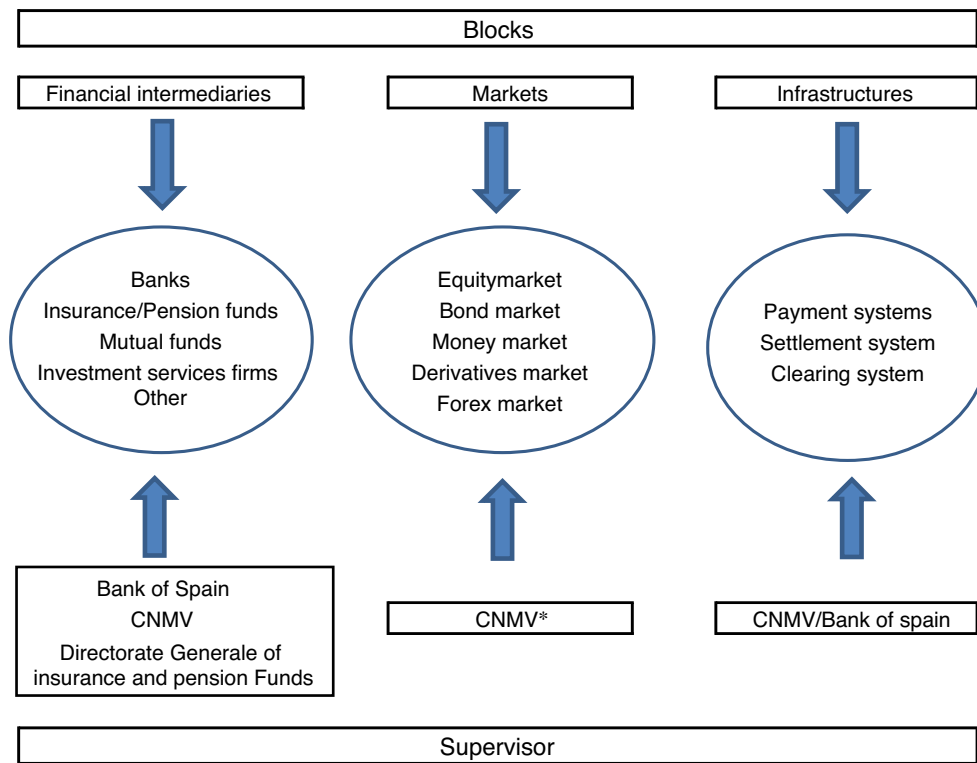 Blocks
Financial intermediaries
Markets
Infrastructures
Banks
Insurance/Pension funds
Mutual funds
Investment services firms
Other
Equitymarket
Bond market
Money market
Derivatives market
Forex market
Payment systems
Settlement system
Clearing system
Bank of Spain
CNMV
Directorate Generale of
insurance and pension Funds
CNMV*
CNMV/Bank of spain
Supervisor